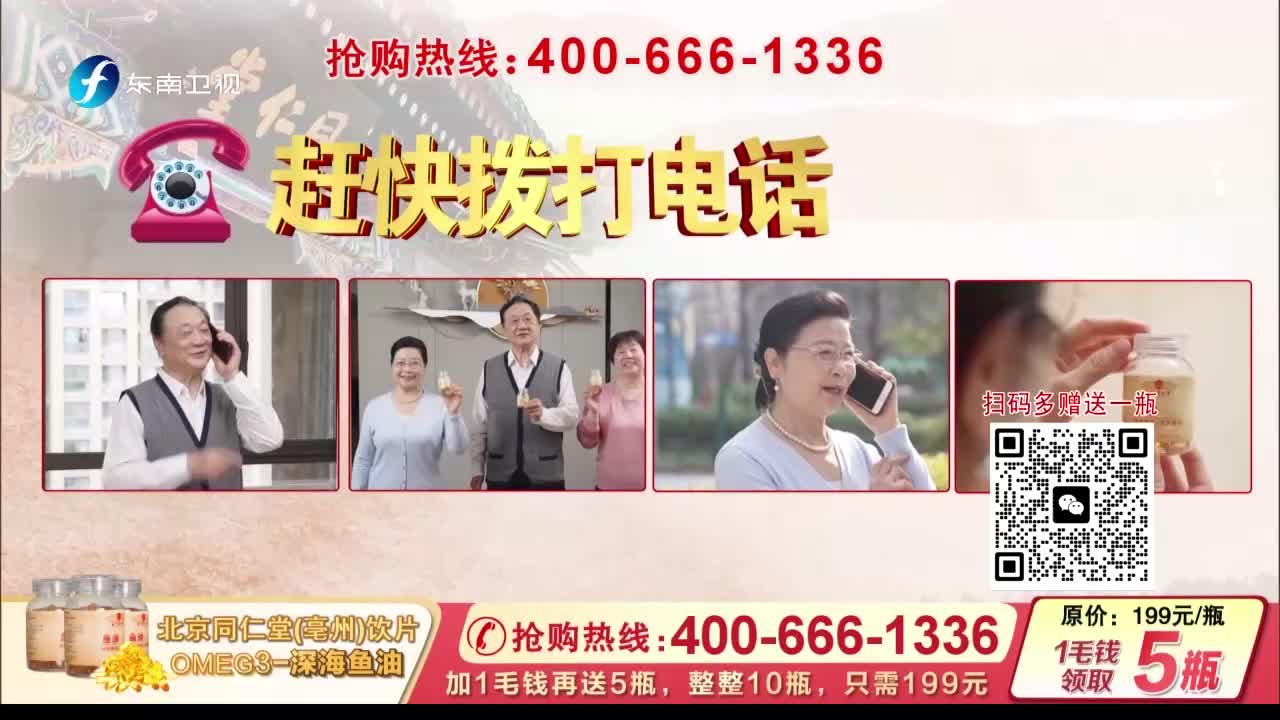 东南卫视
抢购热线:400-666-1336
赶快拨打电话
扫码多赠送一瓶
北京同仁堂(亳州)饮片
OMEG3-深海鱼油
抢购热线:400-666-1336
加1毛钱再送5瓶，整整10瓶，只需199元
原价：199元/瓶
1毛钱
领取
5瓶